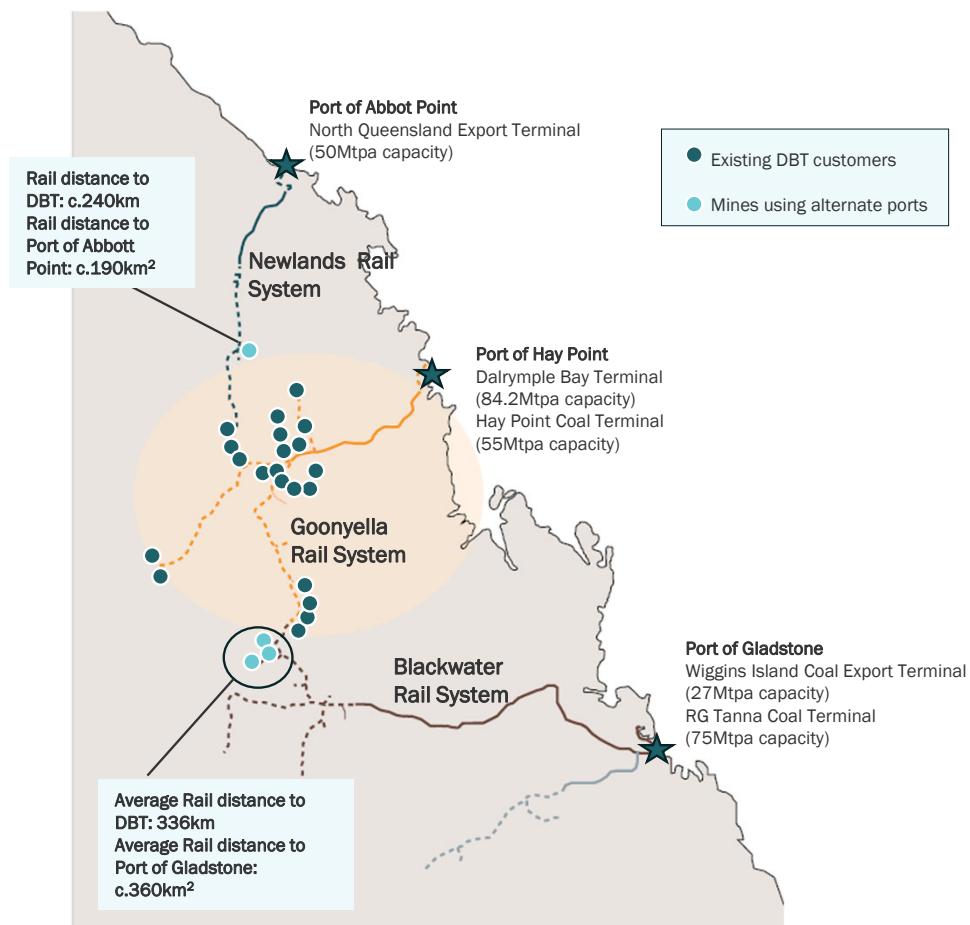 Port of Abbot Point
North Queensland Export Terminal
(50Mtpa capacity)
Existing DBT customers
Mines using alternate ports
Rail distance to
DBT: c.240km
Rail distance to
Port of Abbott
Point: c.190km²
Newlands Rail
System
Port of Hay Point
Dalrymple Bay Terminal
(84.2Mtpa capacity)
Hay Point Coal Terminal
(55Mtpa capacity)
Goonyella
Rail System
Port of Gladstone
Wiggins Island Coal Export Terminal
(27Mtpa capacity)
RG Tanna Coal Terminal
(75Mtpa capacity)
Blackwater
Rail System
Average Rail distance to
DBT: 336km
Average Rail distance to
Port of Gladstone:
c.360km²